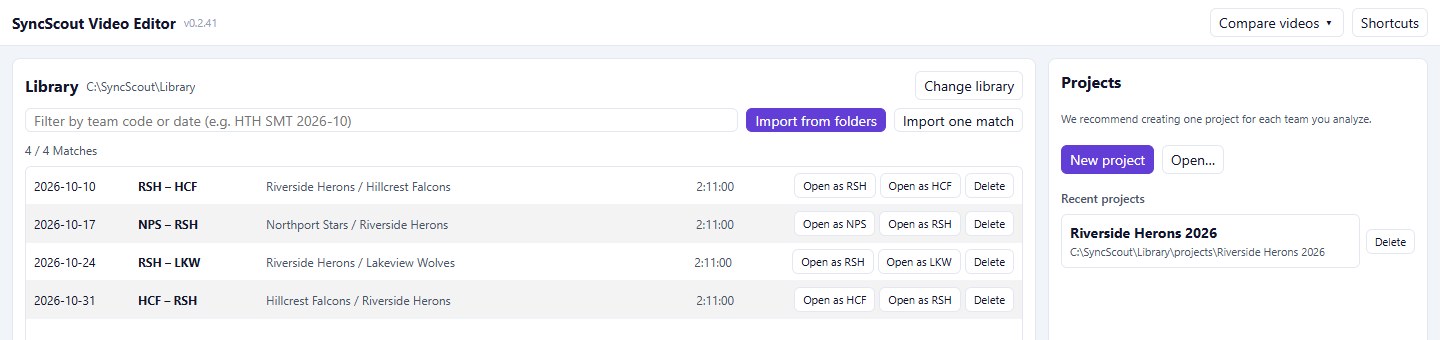 SyncScout Video Editor v0.2.41
Compare videos ▼ Shortcuts
Library C:\SyncScout\Library
Change library
Filter by team code or date (e.g. HTH SMT 2026-10)
Import from folders Import one match
4 / 4 Matches
2026-10-10 RSH – HCF Riverside Herons / Hillcrest Falcons 2:11:00 Open as RSH Open as HCF Delete
2026-10-17 NPS – RSH Northport Stars / Riverside Herons 2:11:00 Open as NPS Open as RSH Delete
2026-10-24 RSH – LKW Riverside Herons / Lakeview Wolves 2:11:00 Open as RSH Open as LKW Delete
2026-10-31 HCF – RSH Hillcrest Falcons / Riverside Herons 2:11:00 Open as HCF Open as RSH Delete
Projects
We recommend creating one project for each team you analyze.
New project Open...
Recent projects
Riverside Herons 2026
C:\SyncScout\Library\projects\Riverside Herons 2026
Delete